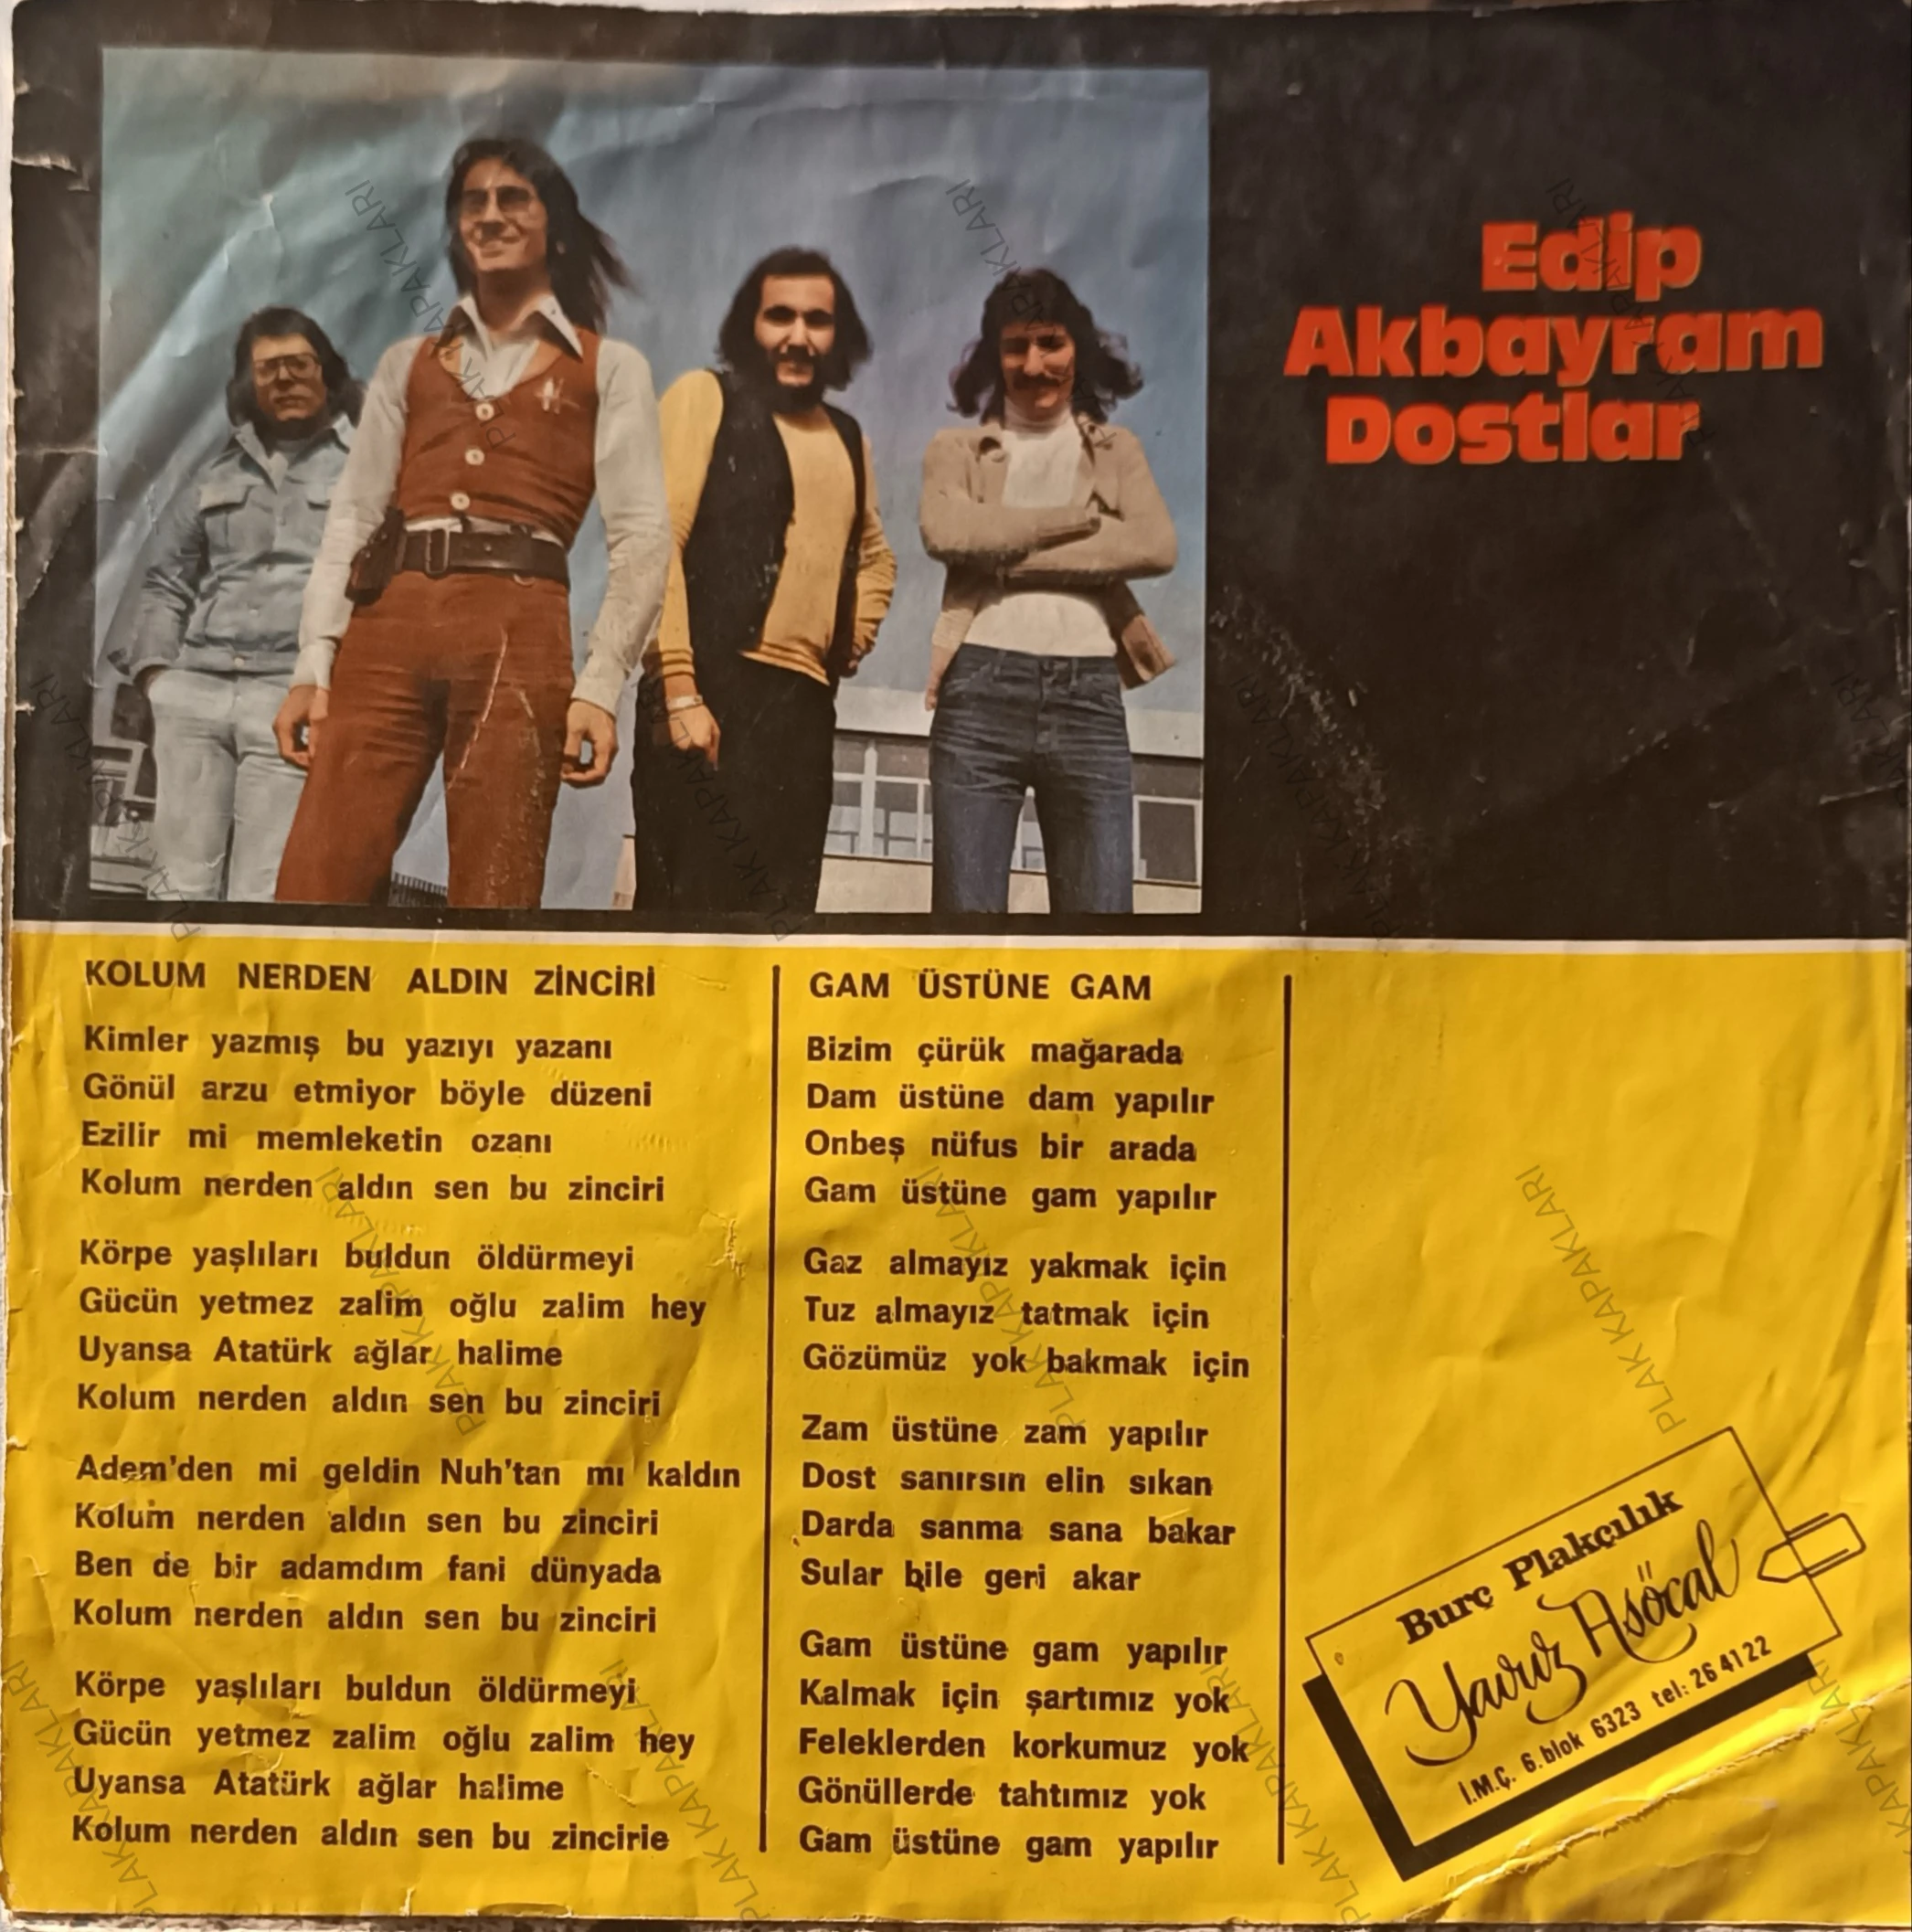 Edip
Akbayram
Dostlar
KOLUM NERDEN ALDIN ZİNCİRİ
Kimler yazmış bu yazıyı yazanı
Gönül arzu etmiyor böyle düzeni
Ezilir mi memleketin ozanı
Kolum nerden aldın sen bu zinciri
Körpe yaşlıları buldun öldürmeyi
Gücün yetmez zalim oğlu zalim hey
Uyansa Atatürk ağlar halime
Kolum nerden aldın sen bu zinciri
Adem'den mi geldin Nuh'tan mı kaldın
Kolum nerden aldın sen bu zinciri
Ben de bir adamdım fani dünyada
Kolum nerden aldın sen bu zinciri
Körpe yaşlıları buldun öldürmeyi
Gücün yetmez zalim oğlu zalim hey
Uyansa Atatürk ağlar halime
Kolum nerden aldın sen bu zincirie
GAM ÜSTÜNE GAM
Bizim çürük mağarada
Dam üstüne dam yapılır
Onbeş nüfus bir arada
Gam üstüne gam yapılır
Gaz almayız yakmak için
Tuz almayız tatmak için
Gözümüz yok bakmak için
Zam üstüne zam yapılır
Dost sanırsın elin sıkan
Darda sanma sana bakar
Sular bile geri akar
Gam üstüne gam yapılır
Kalmak için şartımız yok
Feleklerden korkumuz yok
Gönüllerde tahtımız yok
Gam üstüne gam yapılır
Burç Plakçılık
Yavuz Asöcal
İ.M.Ç. 6. blok 6323 tel: 26 41 22
PLAK KAPAKLARI